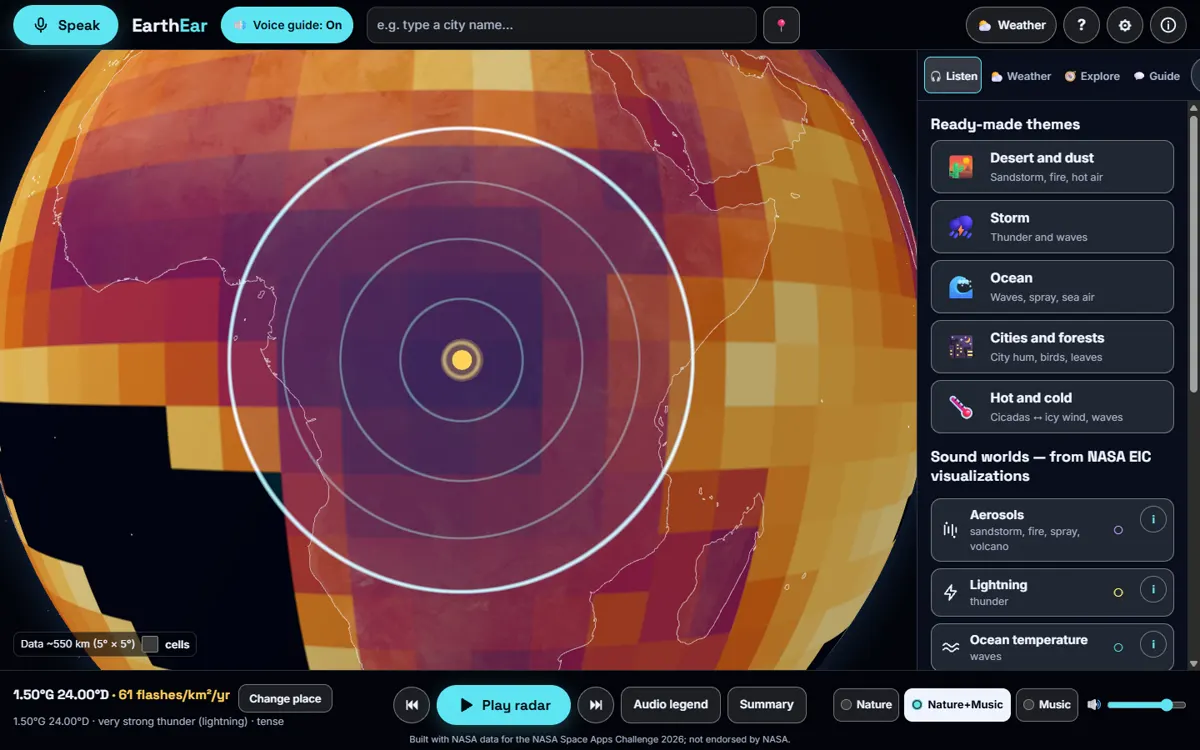 Speak
EarthEar
Voice guide: On
e.g. type a city name...
Weather
?
Listen
Weather
Explore
Guide
Ready-made themes
Desert and dust
Sandstorm, fire, hot air
Storm
Thunder and waves
Ocean
Waves, spray, sea air
Cities and forests
City hum, birds, leaves
Hot and cold
Cicadas ↔ icy wind, waves
Sound worlds — from NASA EIC
visualizations
Aerosols
sandstorm, fire, spray,
volcano
i
Lightning
thunder
i
Ocean temperature
waves
i
Data ~550 km (5° × 5°)
cells
1.50°G 24.00°D · 61 flashes/km²/yr
Change place
1.50°G 24.00°D · very strong thunder (lightning) · tense
Play radar
Audio legend
Summary
Nature
Nature+Music
Music
Built with NASA data for the NASA Space Apps Challenge 2026; not endorsed by NASA.